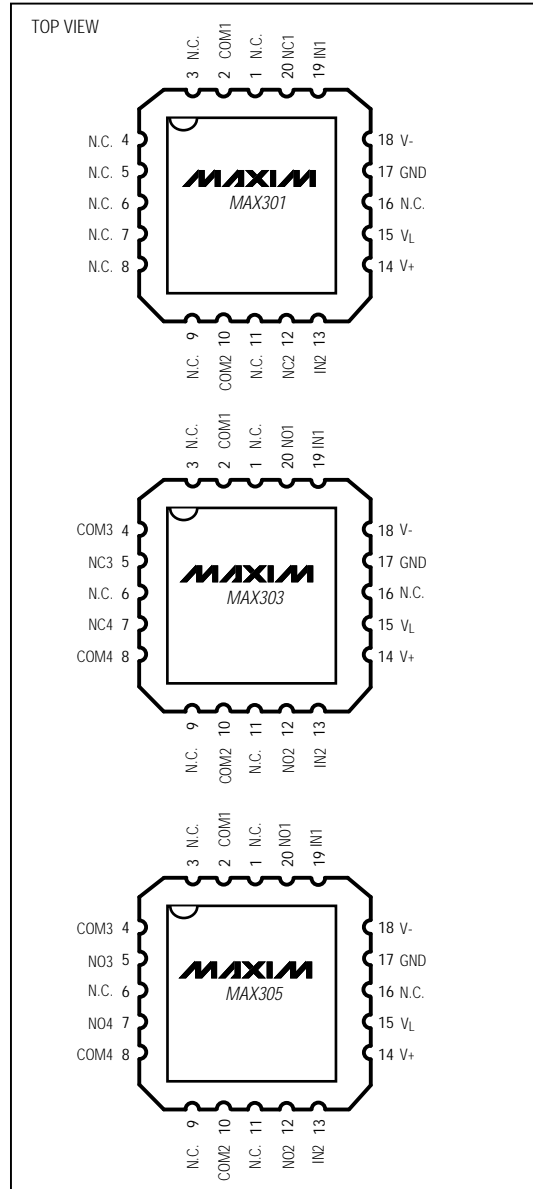 TOP VIEW
3 N.C.
2 COM1
1 N.C.
20 NC1
19 IN1
N.C. 4
N.C. 5
N.C. 6
N.C. 7
N.C. 8
MAXIM
MAX301
18 V-
17 GND
16 N.C.
15 VL
14 V+
N.C. 9
COM2 10
N.C. 11
NC2 12
IN2 13
3 N.C.
2 COM1
1 N.C.
20 NO1
19 IN1
COM3 4
NC3 5
N.C. 6
NC4 7
COM4 8
MAXIM
MAX303
18 V-
17 GND
16 N.C.
15 VL
14 V+
N.C. 9
COM2 10
N.C. 11
NO2 12
IN2 13
3 N.C.
2 COM1
1 N.C.
20 NO1
19 IN1
COM3 4
NO3 5
N.C. 6
NO4 7
COM4 8
MAXIM
MAX305
18 V-
17 GND
16 N.C.
15 VL
14 V+
N.C. 9
COM2 10
N.C. 11
NO2 12
IN2 13